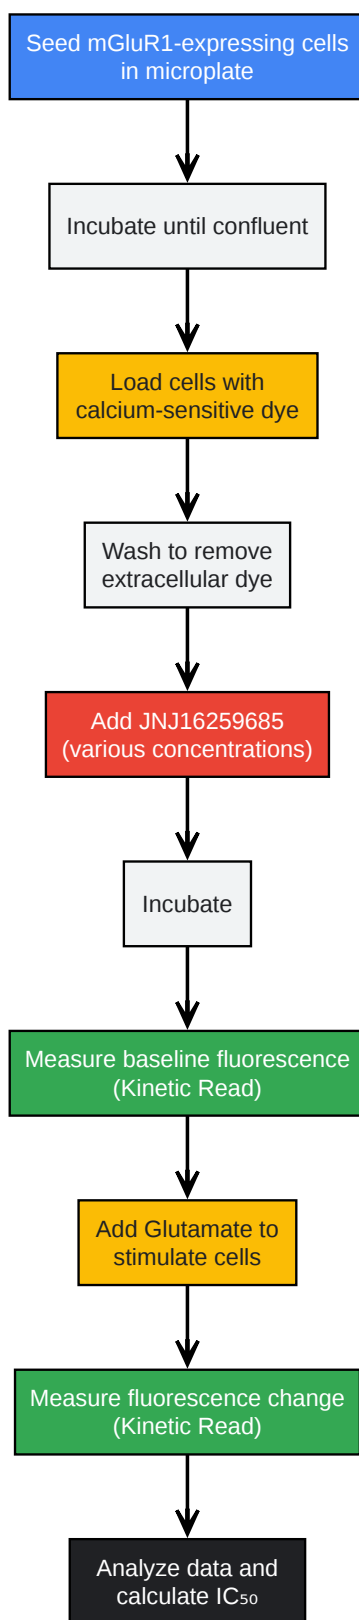 Seed mGluR1-expressing cells
in microplate
Incubate until confluent
Load cells with
calcium-sensitive dye
Wash to remove
extracellular dye
Add JNJ16259685
(various concentrations)
Incubate
Measure baseline fluorescence
(Kinetic Read)
Add Glutamate to
stimulate cells
Measure fluorescence change
(Kinetic Read)
Analyze data and
calculate IC₅₀